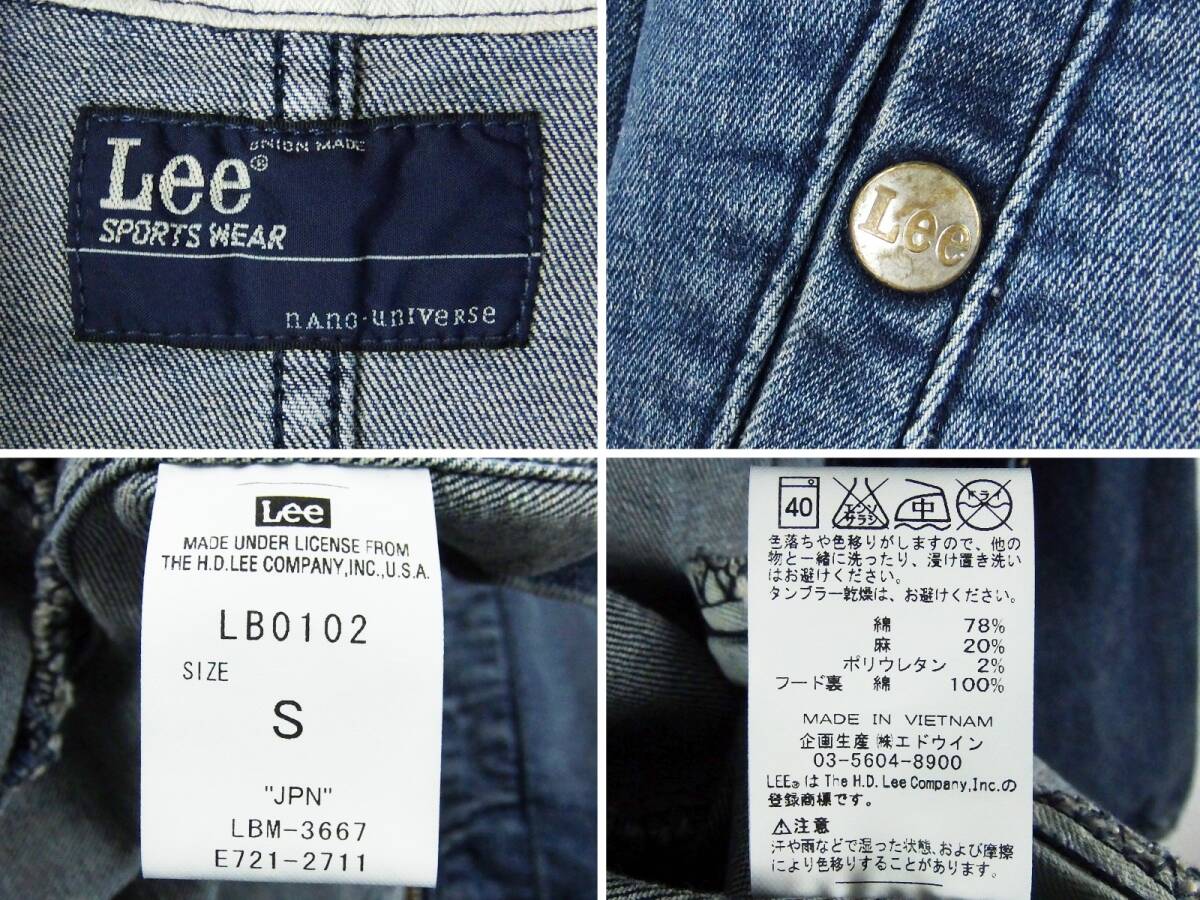 UNION MADE
Lee®
SPORTS WEAR
nano·universe
Lee
Lee
MADE UNDER LICENSE FROM
THE H.D.LEE COMPANY,INC.,U.S.A.
LB0102
SIZE
S
"JPN"
LBM-3667
E721-2711
40 エンソ サラシ 中 ドライ
色落ちや色移りがしますので、他の
物と一緒に洗ったり、浸け置き洗い
はお避けください。
タンブラー乾燥は、お避けください。
綿 78%
麻 20%
ポリウレタン 2%
フード裏 綿 100%
MADE IN VIETNAM
企画生産 ㈱エドウイン
03-5604-8900
LEE®は The H.D. Lee Company,Inc.の
登録商標です。
⚠注意
汗や雨などで湿った状態、および摩擦
により色移りすることがあります。